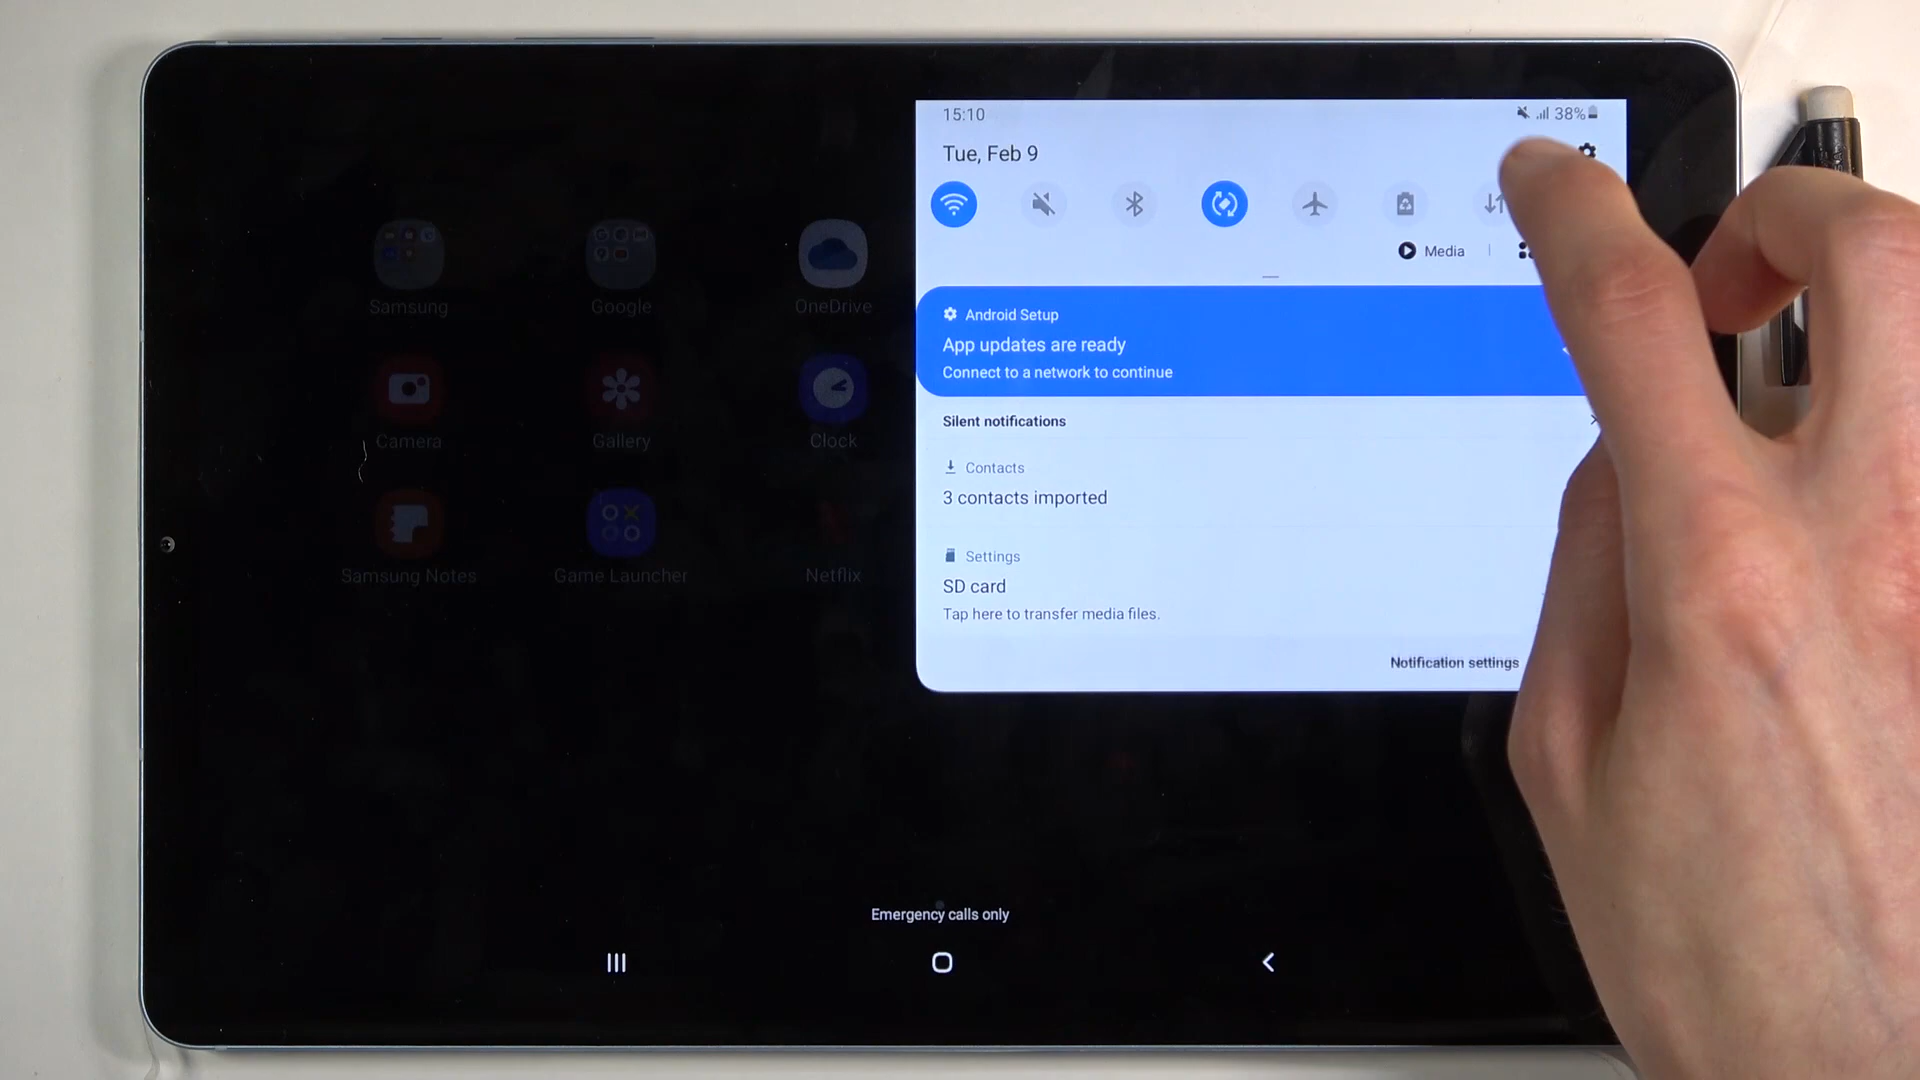 15:10
38%
Tue, Feb 9
Media
Android Setup
App updates are ready
Connect to a network to continue
Silent notifications
Contacts
3 contacts imported
Settings
SD card
Tap here to transfer media files.
Notification settings
Samsung
Google
OneDrive
Camera
Gallery
Clock
Samsung Notes
Game Launcher
Netflix
Emergency calls only